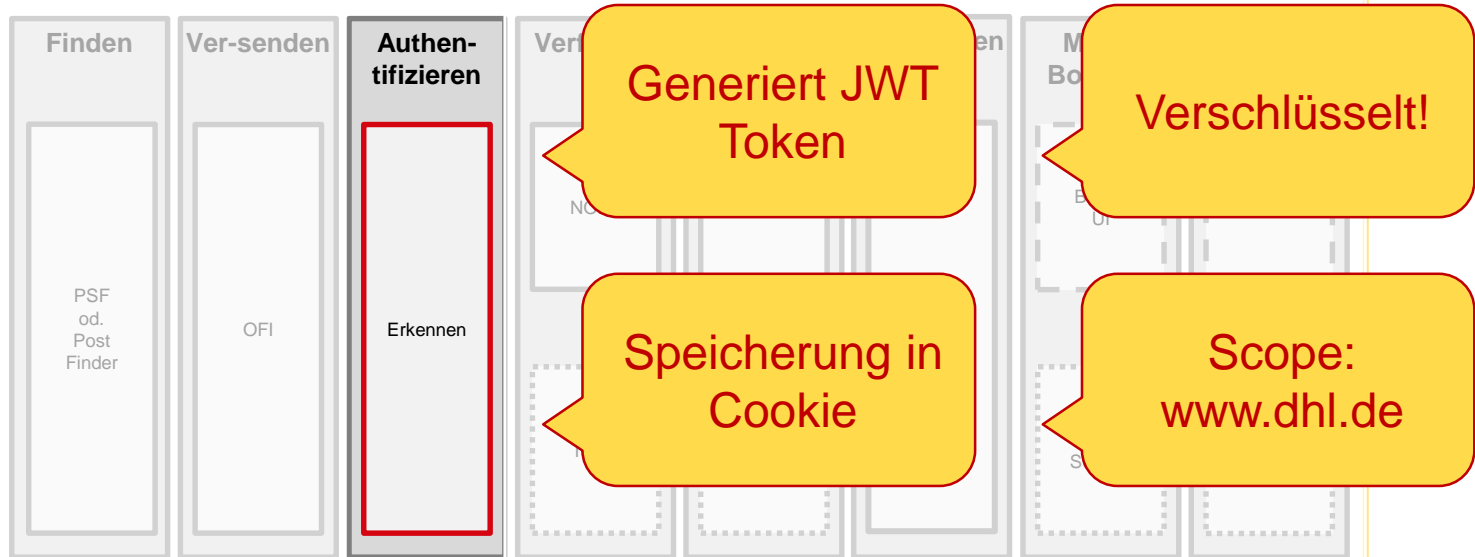 Finden
Ver-senden
Authen-
tifizieren
Generiert JWT
Token
Verschlüsselt!
PSF
od.
Post
Finder
OFI
Erkennen
UI
Speicherung in
Cookie
Scope:
www.dhl.de